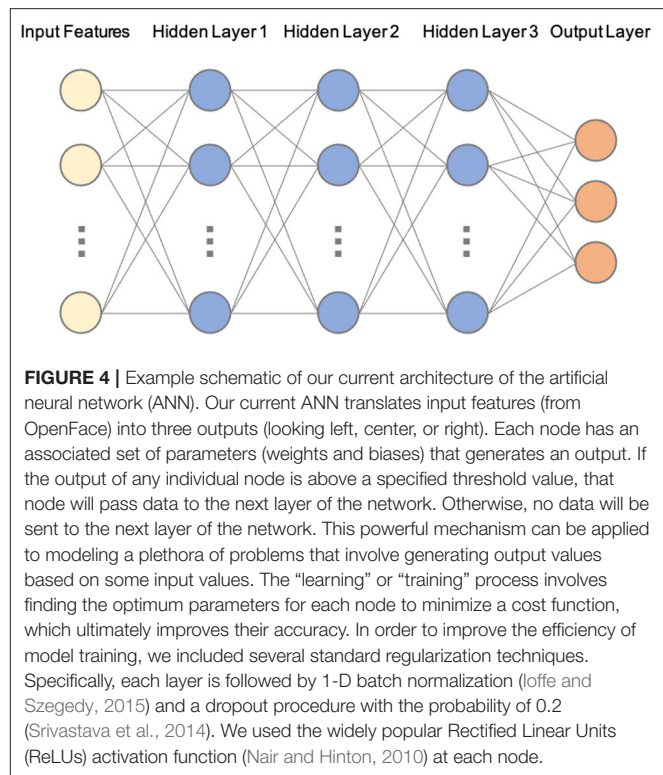 Input Features Hidden Layer 1 Hidden Layer 2 Hidden Layer 3 Output Layer
FIGURE 4 | Example schematic of our current architecture of the artificial
neural network (ANN). Our current ANN translates input features (from
OpenFace) into three outputs (looking left, center, or right). Each node has an
associated set of parameters (weights and biases) that generates an output. If
the output of any individual node is above a specified threshold value, that
node will pass data to the next layer of the network. Otherwise, no data will be
sent to the next layer of the network. This powerful mechanism can be applied
to modeling a plethora of problems that involve generating output values
based on some input values. The “learning” or “training” process involves
finding the optimum parameters for each node to minimize a cost function,
which ultimately improves their accuracy. In order to improve the efficiency of
model training, we included several standard regularization techniques.
Specifically, each layer is followed by 1-D batch normalization (Ioffe and
Szegedy, 2015) and a dropout procedure with the probability of 0.2
(Srivastava et al., 2014). We used the widely popular Rectified Linear Units
(ReLUs) activation function (Nair and Hinton, 2010) at each node.